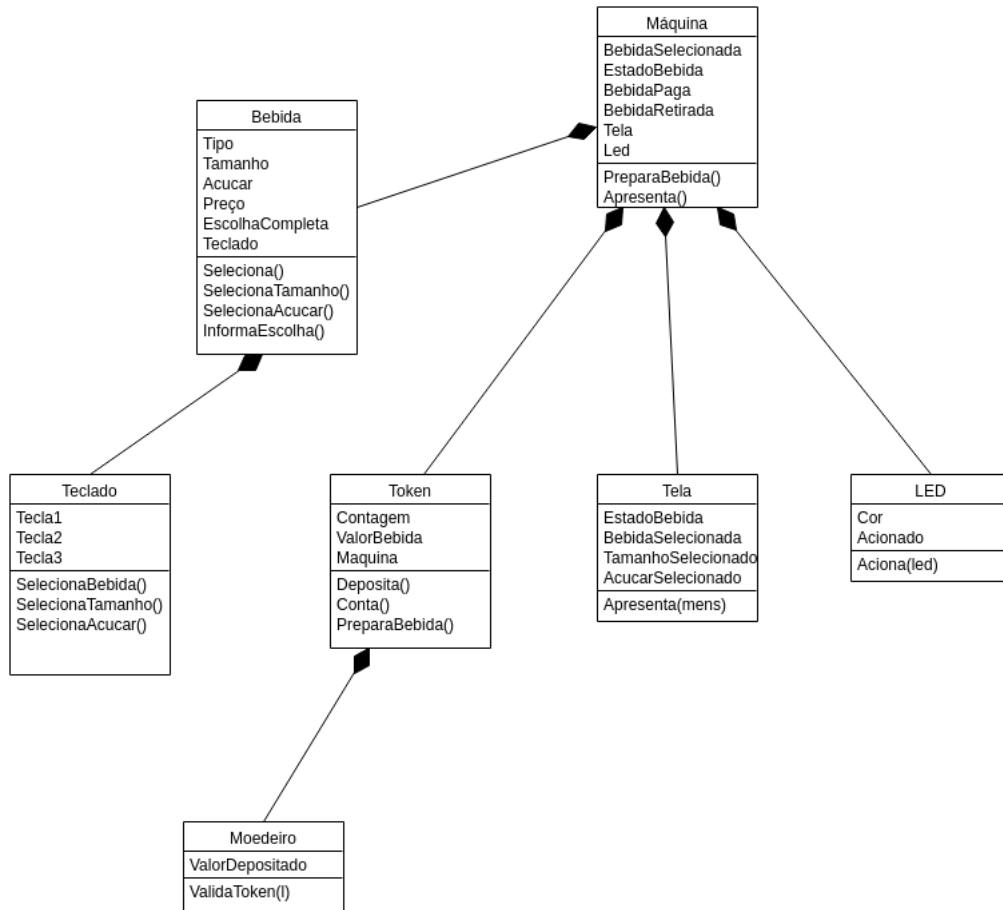 Máquina
BebidaSelecionada
EstadoBebida
BebidaPaga
BebidaRetirada
Tela
Led
PreparaBebida()
Apresenta()
Bebida
Tipo
Tamanho
Acucar
Preço
EscolhaCompleta
Teclado
Seleciona()
SelecionaTamanho()
SelecionaAcucar()
InformaEscolha()
Teclado
Tecla1
Tecla2
Tecla3
SelecionaBebida()
SelecionaTamanho()
SelecionaAcucar()
Token
Contagem
ValorBebida
Maquina
Deposita()
Conta()
PreparaBebida()
Tela
EstadoBebida
BebidaSelecionada
TamanhoSelecionado
AcucarSelecionado
Apresenta(mens)
LED
Cor
Acionado
Aciona(led)
Moedeiro
ValorDepositado
ValidaToken(l)